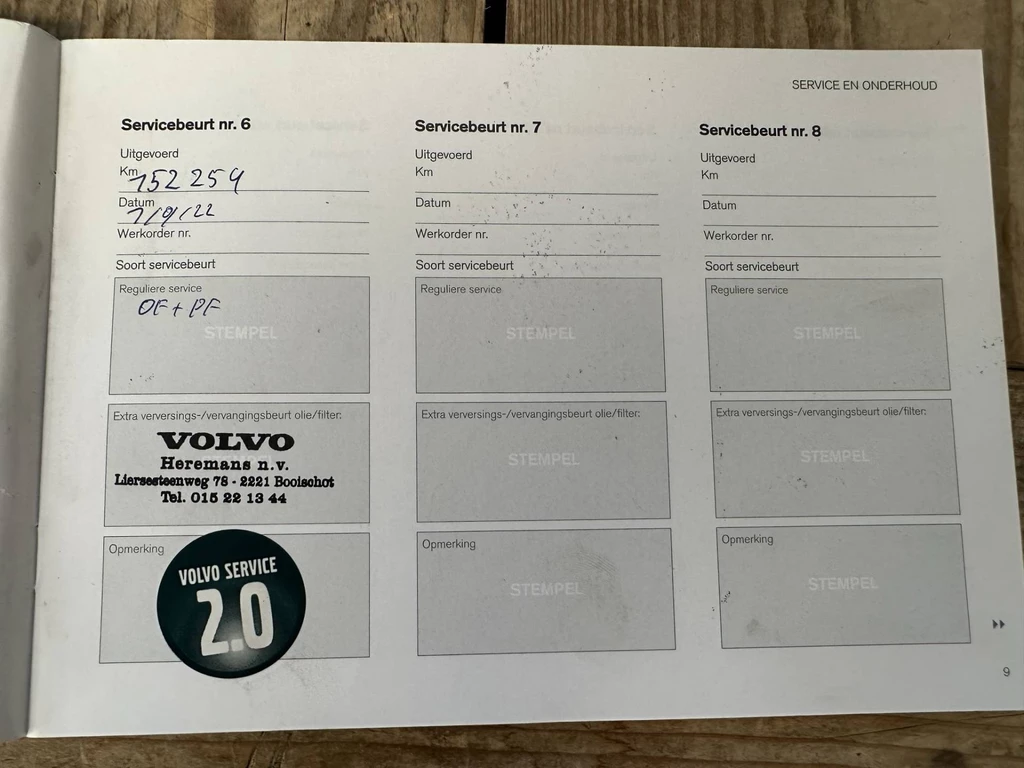 SERVICE EN ONDERHOUD
Servicebeurt nr. 6
Uitgevoerd
Km 152 254
Datum 1/9/22
Werkorder nr.
Soort servicebeurt
Reguliere service
OF + PF
STEMPEL
Extra verversings-/vervangingsbeurt olie/filter:
VOLVO
Heremans n.v.
Liersesteenweg 78 - 2221 Booischot
Tel. 015 22 13 44
Opmerking
VOLVO SERVICE
2.0
Servicebeurt nr. 7
Uitgevoerd
Km
Datum
Werkorder nr.
Soort servicebeurt
Reguliere service
STEMPEL
Extra verversings-/vervangingsbeurt olie/filter:
STEMPEL
Opmerking
STEMPEL
Servicebeurt nr. 8
Uitgevoerd
Km
Datum
Werkorder nr.
Soort servicebeurt
Reguliere service
STEMPEL
Extra verversings-/vervangingsbeurt olie/filter:
STEMPEL
Opmerking
STEMPEL
9